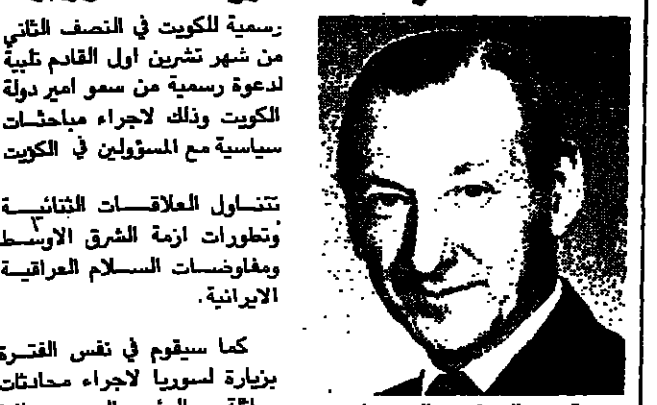 رسمية للكويت في النصف الثاني
من شهر تشرين اول القادم تلبية
لدعوة رسمية من سمو امير دولة
الكويت وذلك لاجراء مباحثات
سياسية مع المسؤولين في الكويت
تتناول العلاقات الثنائية
وتطورات ازمة الشرق الاوسط
ومفاوضات السلام العراقية
الايرانية.
كما سيقوم في نفس الفترة
بزيارة لسوريا لاجراء محادثات